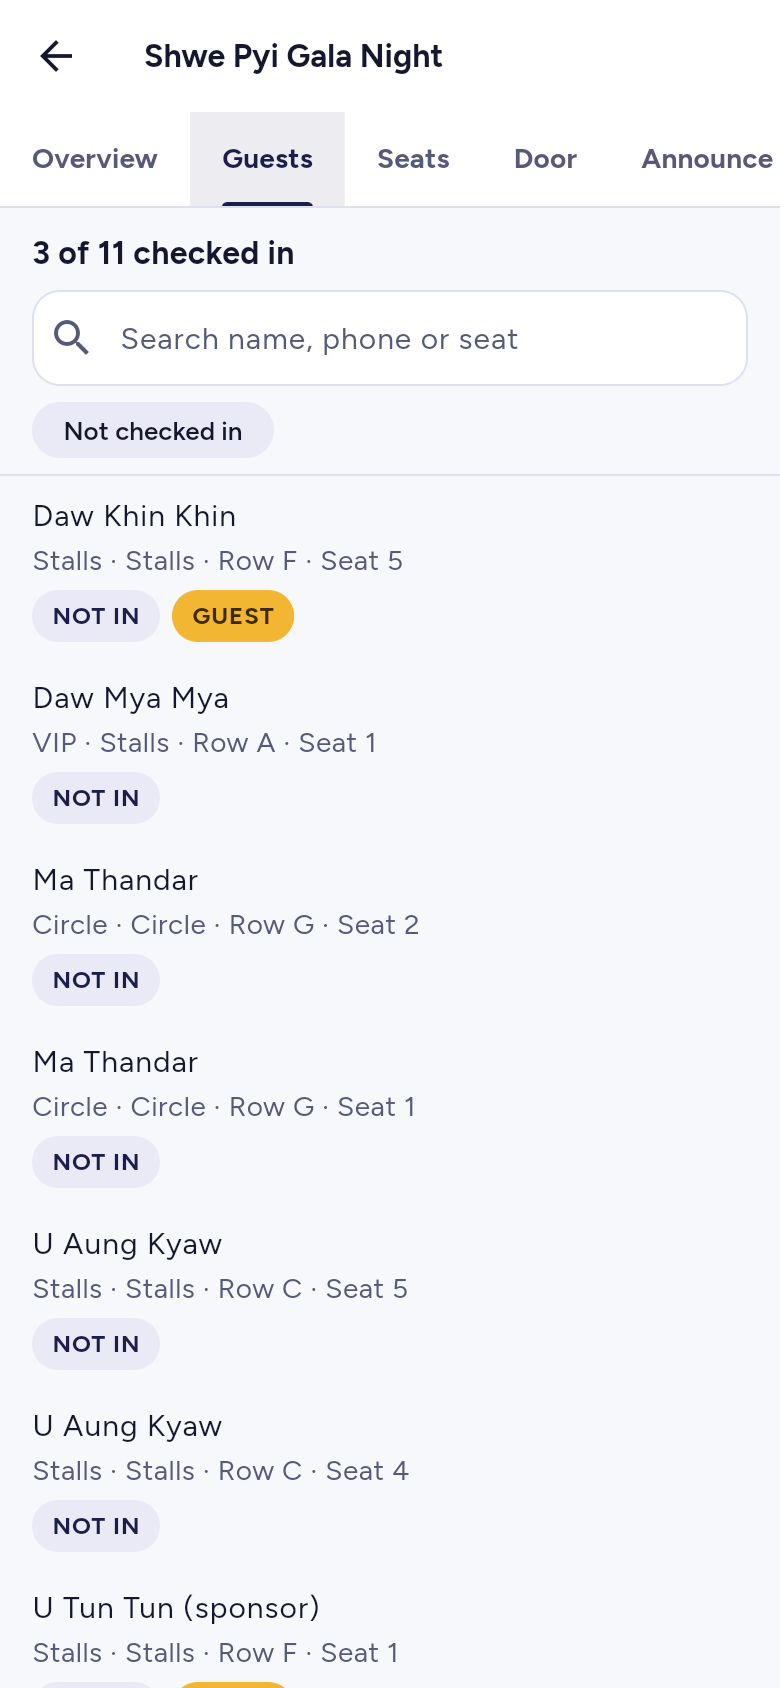 Shwe Pyi Gala Night
Overview Guests Seats Door Announce
3 of 11 checked in
Search name, phone or seat
Not checked in
Daw Khin Khin
Stalls · Stalls · Row F · Seat 5
NOT IN GUEST
Daw Mya Mya
VIP · Stalls · Row A · Seat 1
NOT IN
Ma Thandar
Circle · Circle · Row G · Seat 2
NOT IN
Ma Thandar
Circle · Circle · Row G · Seat 1
NOT IN
U Aung Kyaw
Stalls · Stalls · Row C · Seat 5
NOT IN
U Aung Kyaw
Stalls · Stalls · Row C · Seat 4
NOT IN
U Tun Tun (sponsor)
Stalls · Stalls · Row F · Seat 1